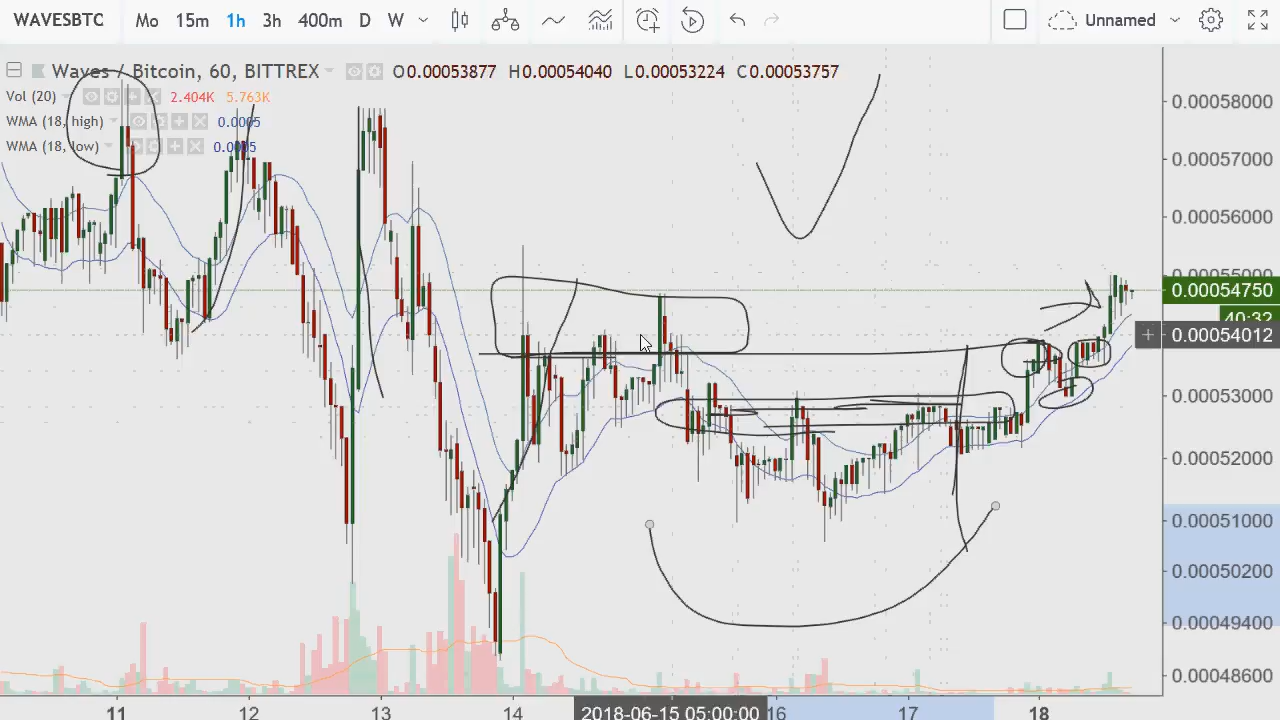 WAVESBTC Mo 15m 1h 3h 400m D W Unnamed
Waves / Bitcoin, 60, BITTREX O0.00053877 H0.00054040 L0.00053224 C0.00053757
Vol (20) 2.404K 5.763K
WMA (18, high) 0.0005
WMA (18, low) 0.0005
0.00058000
0.00057000
0.00056000
0.00055000
0.00054750
40:32
0.00054012
0.00053000
0.00052000
0.00051000
0.00050200
0.00049400
0.00048600
11 12 13 14 2018-06-15 05:00:00 16 17 18